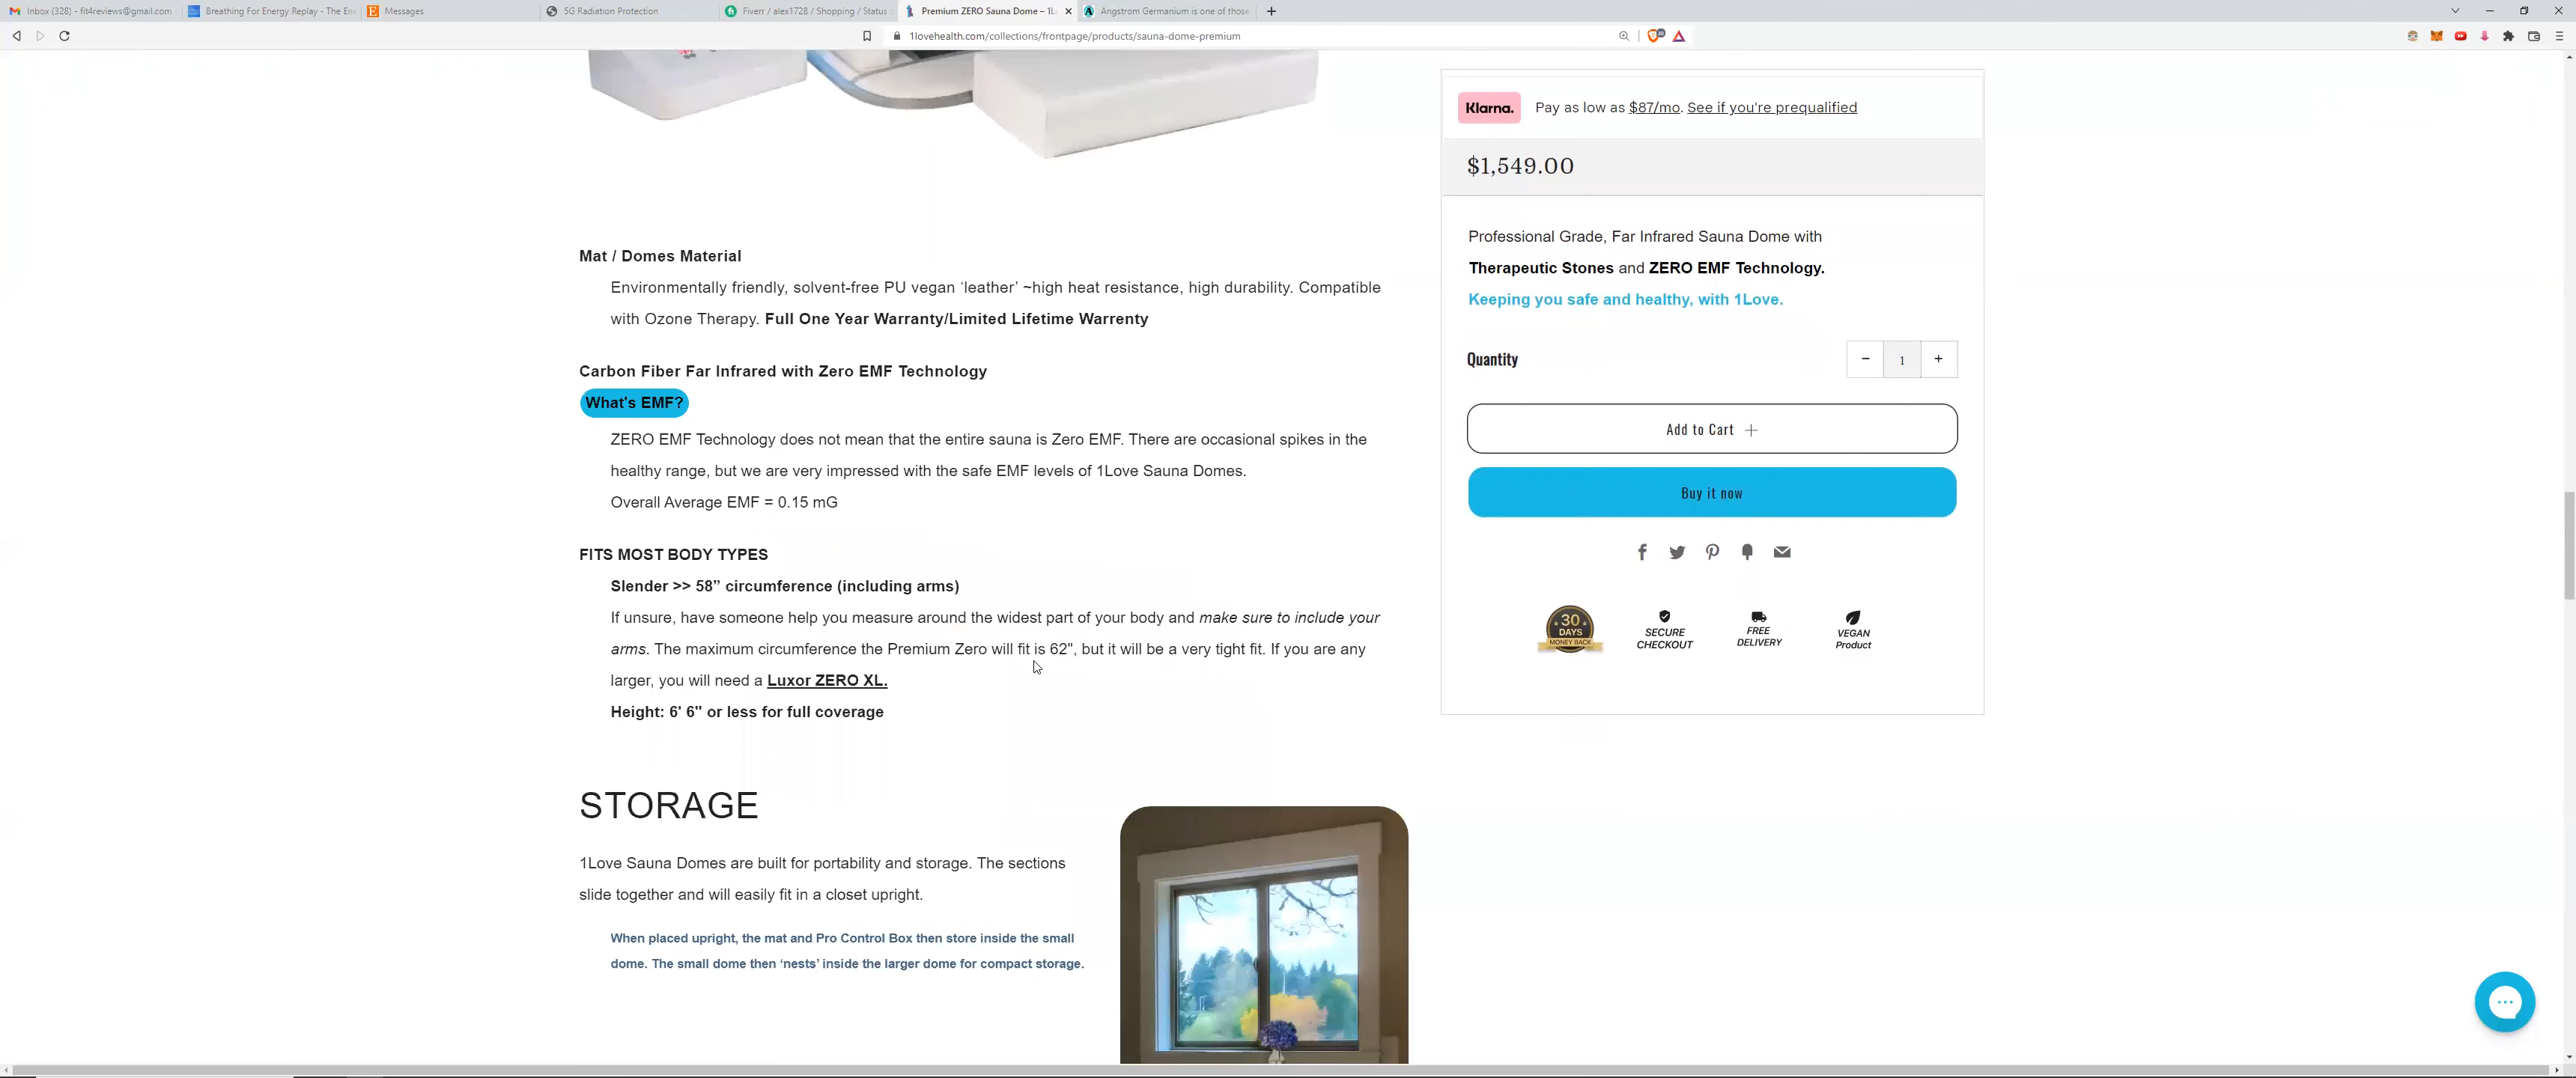 Inbox (328) - fit4reviews@gmail.com
Breathing For Energy Replay - The En
Messages
5G Radiation Protection
Fiverr / alex1728 / Shopping / Status o
Premium ZERO Sauna Dome – 1L
Angstrom Germanium is one of those
1lovehealth.com/collections/frontpage/products/sauna-dome-premium
Mat / Domes Material
Environmentally friendly, solvent-free PU vegan ‘leather’ ~high heat resistance, high durability. Compatible
with Ozone Therapy. Full One Year Warranty/Limited Lifetime Warrenty
Carbon Fiber Far Infrared with Zero EMF Technology
What's EMF?
ZERO EMF Technology does not mean that the entire sauna is Zero EMF. There are occasional spikes in the
healthy range, but we are very impressed with the safe EMF levels of 1Love Sauna Domes.
Overall Average EMF = 0.15 mG
FITS MOST BODY TYPES
Slender >> 58” circumference (including arms)
If unsure, have someone help you measure around the widest part of your body and make sure to include your
arms. The maximum circumference the Premium Zero will fit is 62", but it will be a very tight fit. If you are any
larger, you will need a Luxor ZERO XL.
Height: 6' 6" or less for full coverage
STORAGE
1Love Sauna Domes are built for portability and storage. The sections
slide together and will easily fit in a closet upright.
When placed upright, the mat and Pro Control Box then store inside the small
dome. The small dome then ‘nests’ inside the larger dome for compact storage.
Klarna. Pay as low as $87/mo. See if you're prequalified
$1,549.00
Professional Grade, Far Infrared Sauna Dome with
Therapeutic Stones and ZERO EMF Technology.
Keeping you safe and healthy, with 1Love.
Quantity − 1 +
Add to Cart +
Buy it now
30
DAYS
MONEY BACK
SECURE
CHECKOUT
FREE
DELIVERY
VEGAN
Product